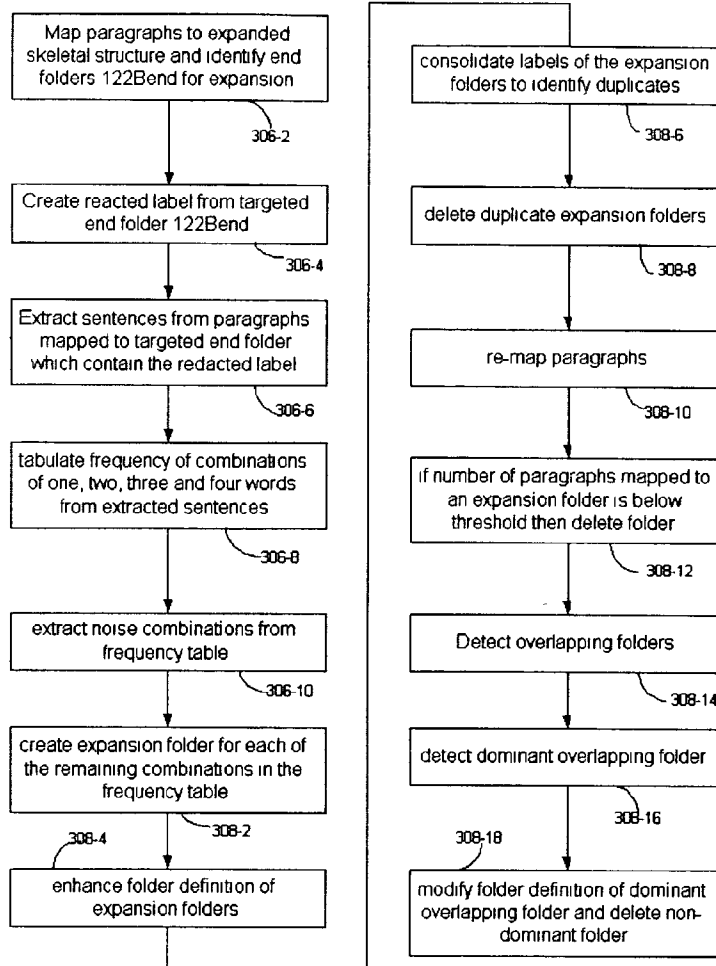 Map paragraphs to expanded
skeletal structure and identify end
folders 122Bend for expansion
306-2
Create reacted label from targeted
end folder 122Bend
306-4
Extract sentences from paragraphs
mapped to targeted end folder
which contain the redacted label
306-6
tabulate frequency of combinations
of one, two, three and four words
from extracted sentences
306-8
extract noise combinations from
frequency table
306-10
create expansion folder for each of
the remaining combinations in the
frequency table
308-2
308-4
enhance folder definition of
expansion folders
consolidate labels of the expansion
folders to identify duplicates
308-6
delete duplicate expansion folders
308-8
re-map paragraphs
308-10
if number of paragraphs mapped to
an expansion folder is below
threshold then delete folder
308-12
Detect overlapping folders
308-14
detect dominant overlapping folder
308-16
308-18
modify folder definition of dominant
overlapping folder and delete non-
dominant folder